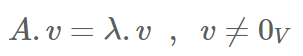 A.v = λ.v , v ≠ 0_V